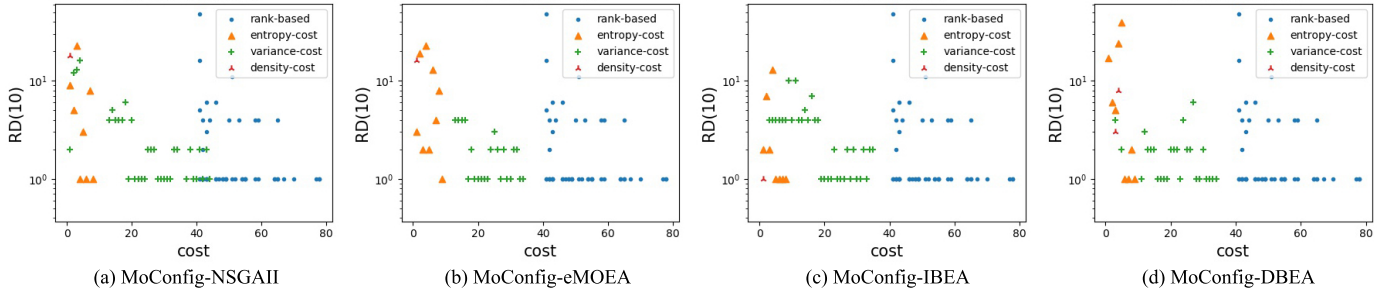 RD(10)
10¹
10⁰
rank-based
entropy-cost
variance-cost
density-cost
0 20 40 60 80
cost
(a) MoConfig-NSGAII
RD(10)
10¹
10⁰
rank-based
entropy-cost
variance-cost
density-cost
0 20 40 60 80
cost
(b) MoConfig-eMOEA
RD(10)
10¹
10⁰
rank-based
entropy-cost
variance-cost
density-cost
0 20 40 60 80
cost
(c) MoConfig-IBEA
RD(10)
10¹
10⁰
rank-based
entropy-cost
variance-cost
density-cost
0 20 40 60 80
cost
(d) MoConfig-DBEA